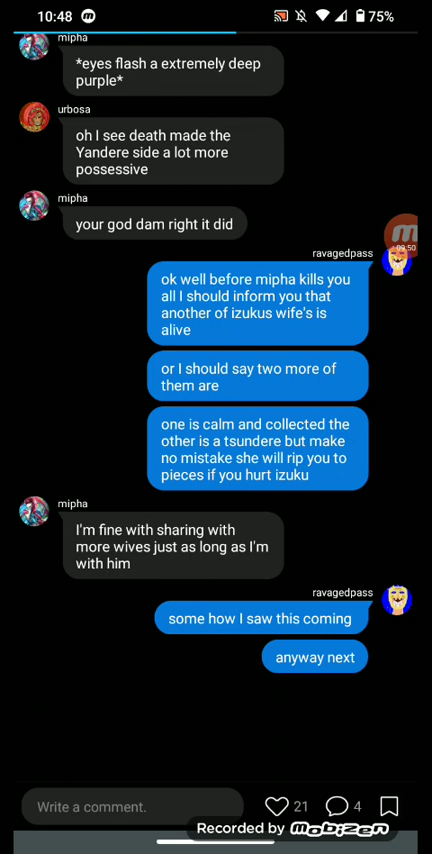 10:48
75%
mipha
*eyes flash a extremely deep
purple*
urbosa
oh I see death made the
Yandere side a lot more
possessive
mipha
your god dam right it did
09:50
ravagedpass
ok well before mipha kills you
all I should inform you that
another of izukus wife's is
alive
or I should say two more of
them are
one is calm and collected the
other is a tsundere but make
no mistake she will rip you to
pieces if you hurt izuku
mipha
I'm fine with sharing with
more wives just as long as I'm
with him
ravagedpass
some how I saw this coming
anyway next
Write a comment.
21
4
Recorded by mobizen